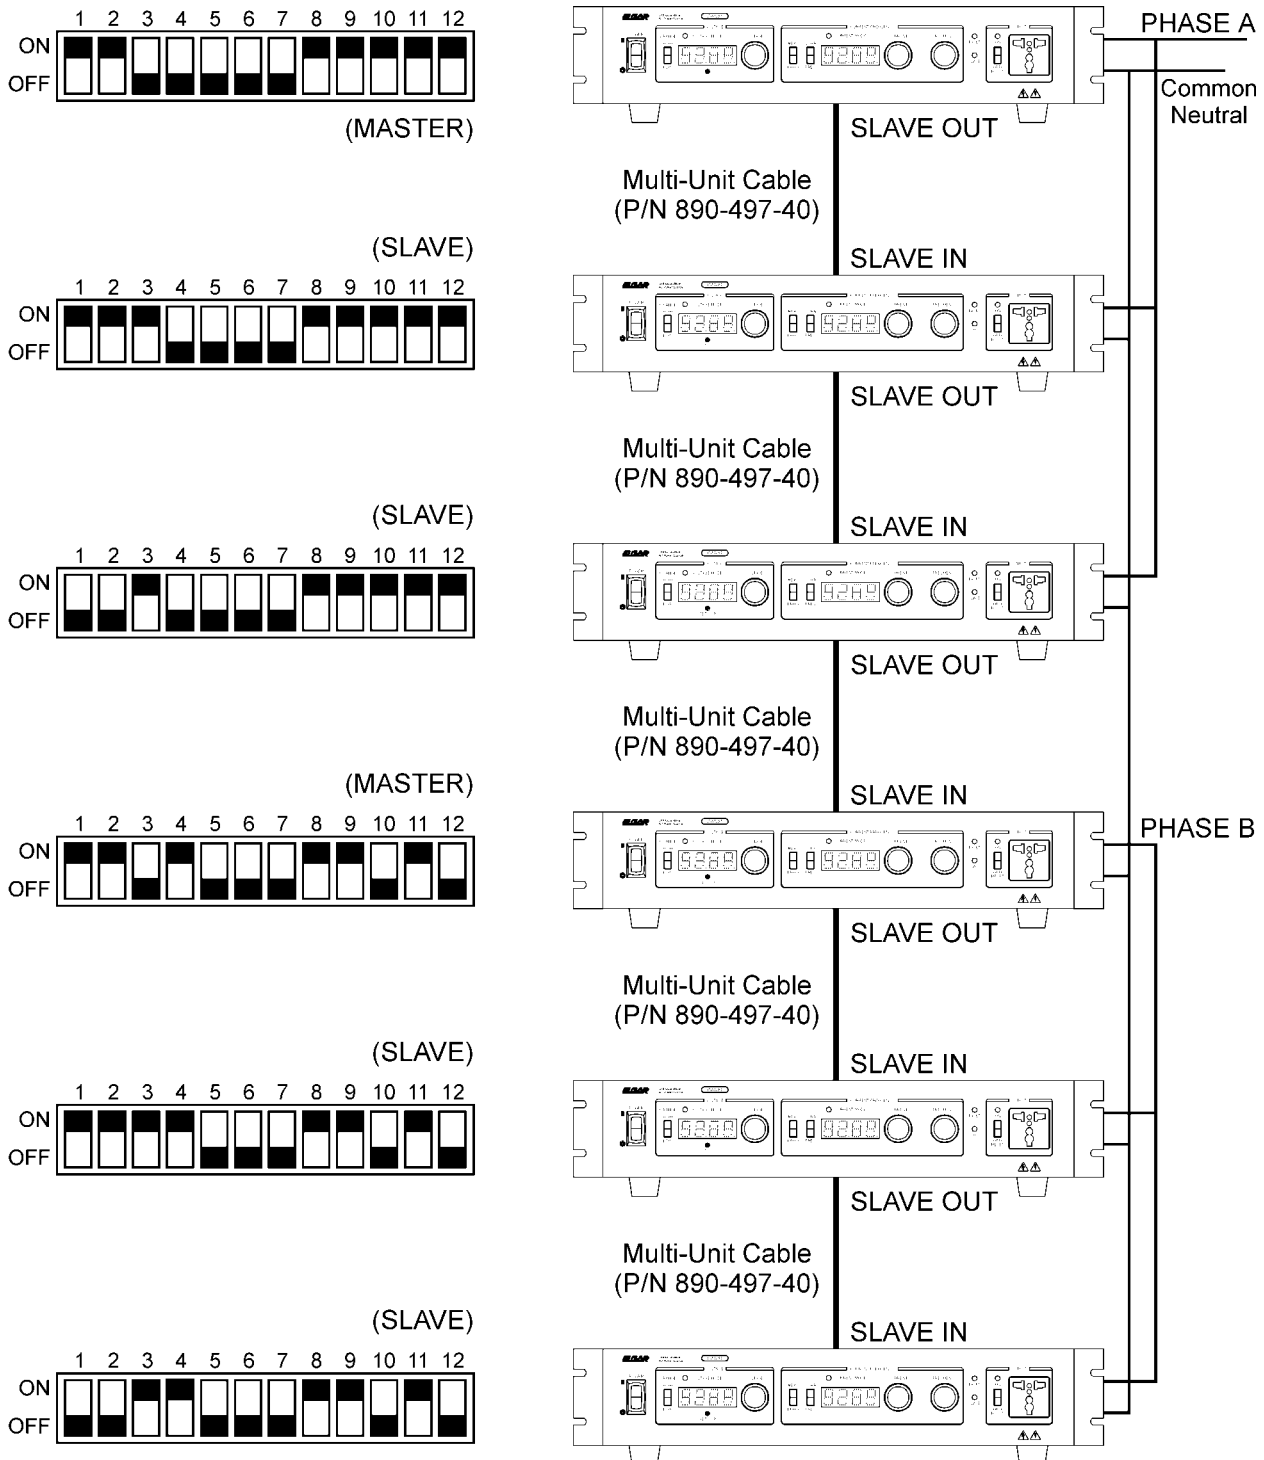 1 2 3 4 5 6 7 8 9 10 11 12
ON
OFF
(MASTER)
ELGAR
PHASE A
Common
Neutral
SLAVE OUT
Multi-Unit Cable
(P/N 890-497-40)
(SLAVE)
SLAVE IN
1 2 3 4 5 6 7 8 9 10 11 12
ON
OFF
ELGAR
SLAVE OUT
Multi-Unit Cable
(P/N 890-497-40)
(SLAVE)
SLAVE IN
1 2 3 4 5 6 7 8 9 10 11 12
ON
OFF
ELGAR
SLAVE OUT
Multi-Unit Cable
(P/N 890-497-40)
(MASTER)
SLAVE IN
1 2 3 4 5 6 7 8 9 10 11 12
ON
OFF
ELGAR
PHASE B
SLAVE OUT
Multi-Unit Cable
(P/N 890-497-40)
(SLAVE)
SLAVE IN
1 2 3 4 5 6 7 8 9 10 11 12
ON
OFF
ELGAR
SLAVE OUT
Multi-Unit Cable
(P/N 890-497-40)
(SLAVE)
SLAVE IN
1 2 3 4 5 6 7 8 9 10 11 12
ON
OFF
ELGAR